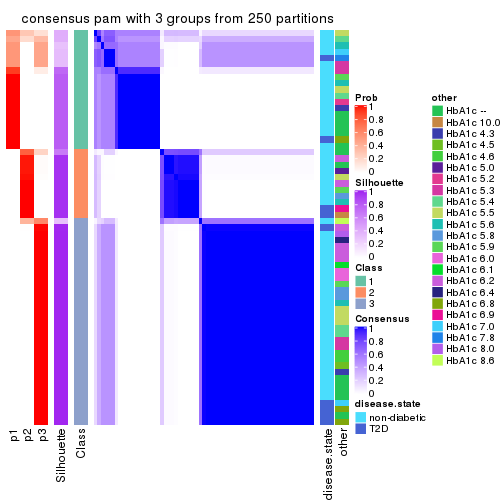 consensus pam with 3 groups from 250 partitions
p1
p2
p3
Silhouette
Class
disease.state
other
Prob
1
0.8
0.6
0.4
0.2
0
Silhouette
1
0.8
0.6
0.4
0.2
0
Class
1
2
3
Consensus
1
0.8
0.6
0.4
0.2
0
disease.state
non-diabetic
T2D
other
HbA1c --
HbA1c 10.0
HbA1c 4.3
HbA1c 4.5
HbA1c 4.6
HbA1c 5.0
HbA1c 5.2
HbA1c 5.3
HbA1c 5.4
HbA1c 5.5
HbA1c 5.6
HbA1c 5.8
HbA1c 5.9
HbA1c 6.0
HbA1c 6.1
HbA1c 6.2
HbA1c 6.4
HbA1c 6.8
HbA1c 6.9
HbA1c 7.0
HbA1c 7.8
HbA1c 8.0
HbA1c 8.6